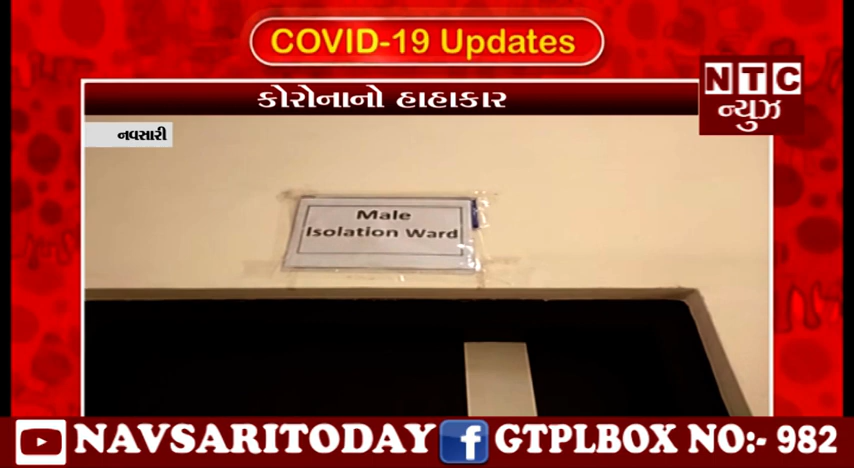 COVID-19 Updates
NTC
ન્યુઝ
કોરોનાનો હાહાકાર
નવસારી
Male
Isolation Ward
NAVSARITODAY GTPLBOX NO:- 982